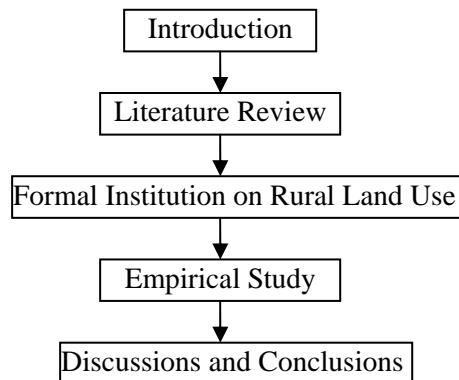 Introduction
Literature Review
Formal Institution on Rural Land Use
Empirical Study
Discussions and Conclusions